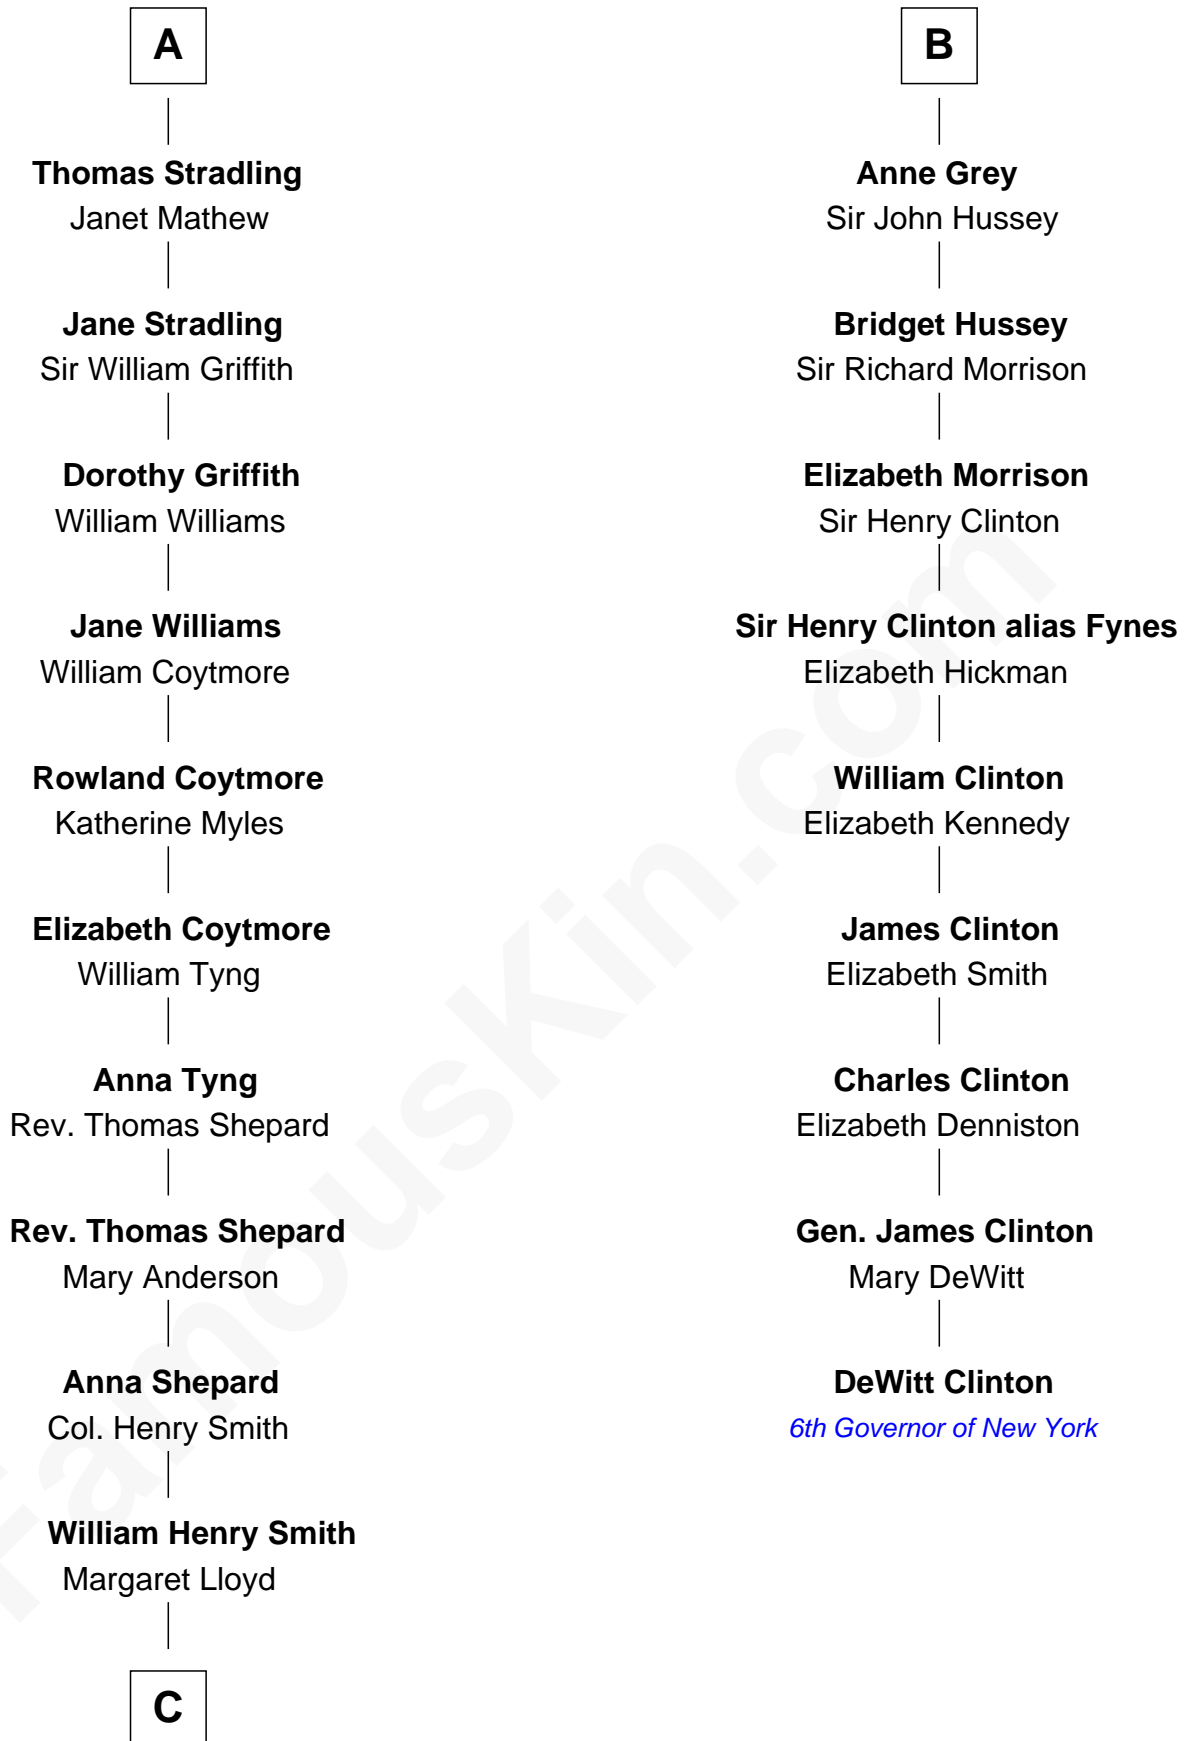 A
Thomas Stradling
Janet Mathew
Jane Stradling
Sir William Griffith
Dorothy Griffith
William Williams
Jane Williams
William Coytmore
Rowland Coytmore
Katherine Myles
Elizabeth Coytmore
William Tyng
Anna Tyng
Rev. Thomas Shepard
Rev. Thomas Shepard
Mary Anderson
Anna Shepard
Col. Henry Smith
William Henry Smith
Margaret Lloyd
C
B
Anne Grey
Sir John Hussey
Bridget Hussey
Sir Richard Morrison
Elizabeth Morrison
Sir Henry Clinton
Sir Henry Clinton alias Fynes
Elizabeth Hickman
William Clinton
Elizabeth Kennedy
James Clinton
Elizabeth Smith
Charles Clinton
Elizabeth Denniston
Gen. James Clinton
Mary DeWitt
DeWitt Clinton
6th Governor of New York
FamousKin.com